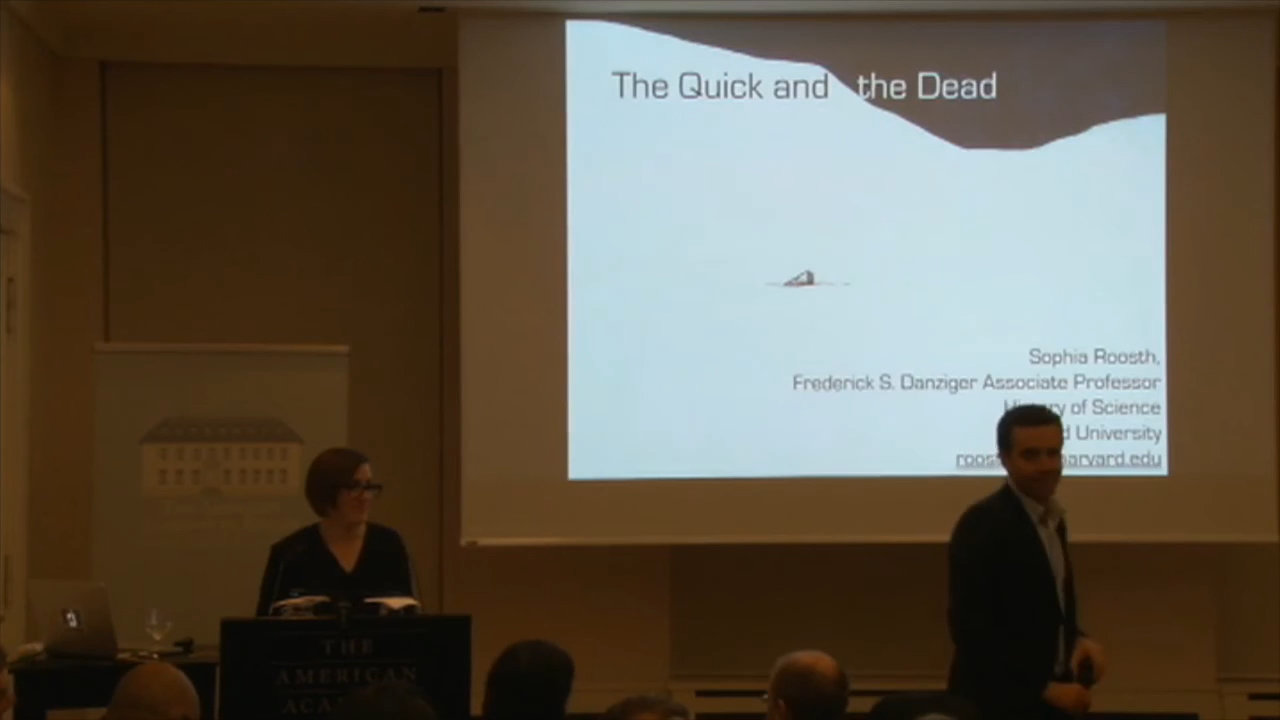 The Quick and the Dead
Sophia Roosth,
Frederick S. Danziger Associate Professor
of Science
University
THE
AMERICAN